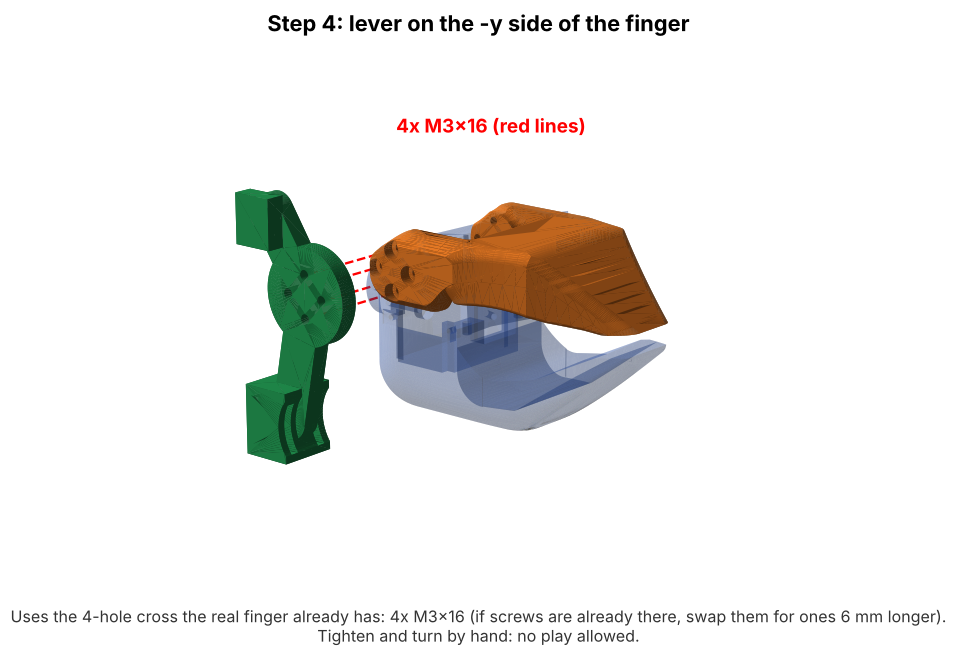 Step 4: lever on the -y side of the finger
4x M3×16 (red lines)
Uses the 4-hole cross the real finger already has: 4x M3×16 (if screws are already there, swap them for ones 6 mm longer).
Tighten and turn by hand: no play allowed.